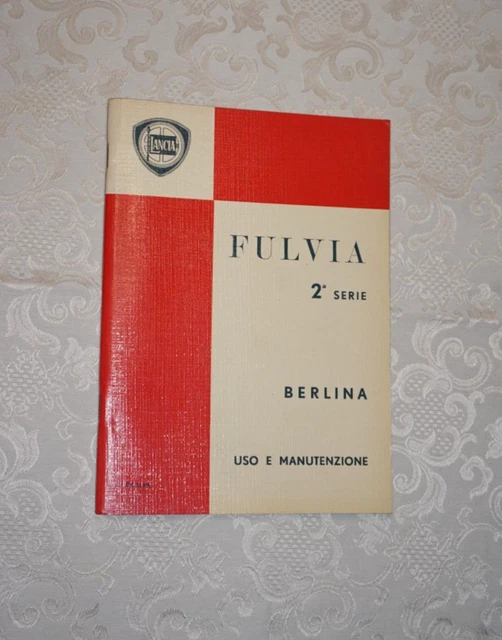 LANCIA
FULVIA
2ª SERIE
BERLINA
USO E MANUTENZIONE